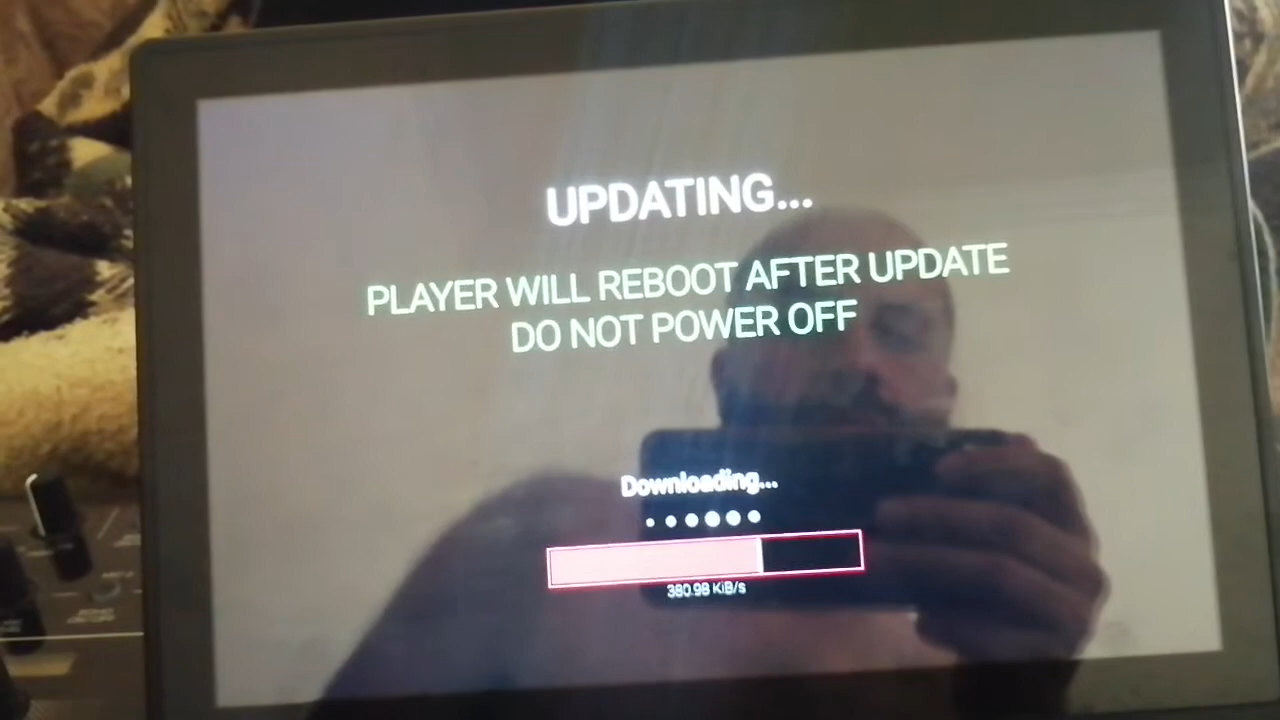 UPDATING...
PLAYER WILL REBOOT AFTER UPDATE
DO NOT POWER OFF
Downloading...
380.98 KiB/s